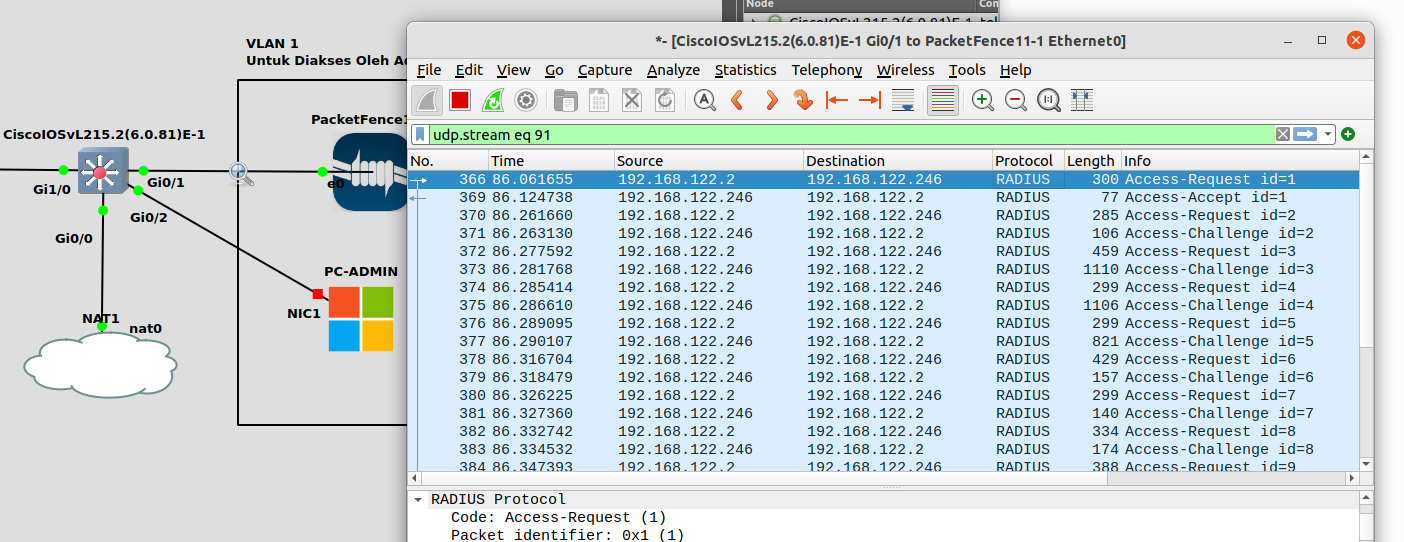 Node Con
CiscoIOSvL215.2(6.0.81)E-1 tel
VLAN 1
Untuk Diakses Oleh Ad
CiscoIOSvL215.2(6.0.81)E-1
PacketFence1
Gi1/0
Gi0/1
e0
Gi0/2
Gi0/0
PC-ADMIN
NIC1
NAT1
nat0
*- [CiscoIOSvL215.2(6.0.81)E-1 Gi0/1 to PacketFence11-1 Ethernet0]
File Edit View Go Capture Analyze Statistics Telephony Wireless Tools Help
udp.stream eq 91
No. Time Source Destination Protocol Length Info
366 86.061655 192.168.122.2 192.168.122.246 RADIUS 300 Access-Request id=1
369 86.124738 192.168.122.246 192.168.122.2 RADIUS 77 Access-Accept id=1
370 86.261660 192.168.122.2 192.168.122.246 RADIUS 285 Access-Request id=2
371 86.263130 192.168.122.246 192.168.122.2 RADIUS 106 Access-Challenge id=2
372 86.277592 192.168.122.2 192.168.122.246 RADIUS 459 Access-Request id=3
373 86.281768 192.168.122.246 192.168.122.2 RADIUS 1110 Access-Challenge id=3
374 86.285414 192.168.122.2 192.168.122.246 RADIUS 299 Access-Request id=4
375 86.286610 192.168.122.246 192.168.122.2 RADIUS 1106 Access-Challenge id=4
376 86.289095 192.168.122.2 192.168.122.246 RADIUS 299 Access-Request id=5
377 86.290107 192.168.122.246 192.168.122.2 RADIUS 821 Access-Challenge id=5
378 86.316704 192.168.122.2 192.168.122.246 RADIUS 429 Access-Request id=6
379 86.318479 192.168.122.246 192.168.122.2 RADIUS 157 Access-Challenge id=6
380 86.326225 192.168.122.2 192.168.122.246 RADIUS 299 Access-Request id=7
381 86.327360 192.168.122.246 192.168.122.2 RADIUS 140 Access-Challenge id=7
382 86.332742 192.168.122.2 192.168.122.246 RADIUS 334 Access-Request id=8
383 86.334532 192.168.122.246 192.168.122.2 RADIUS 174 Access-Challenge id=8
384 86.347393 192.168.122.2 192.168.122.246 RADIUS 388 Access-Request id=9
RADIUS Protocol
Code: Access-Request (1)
Packet identifier: 0x1 (1)